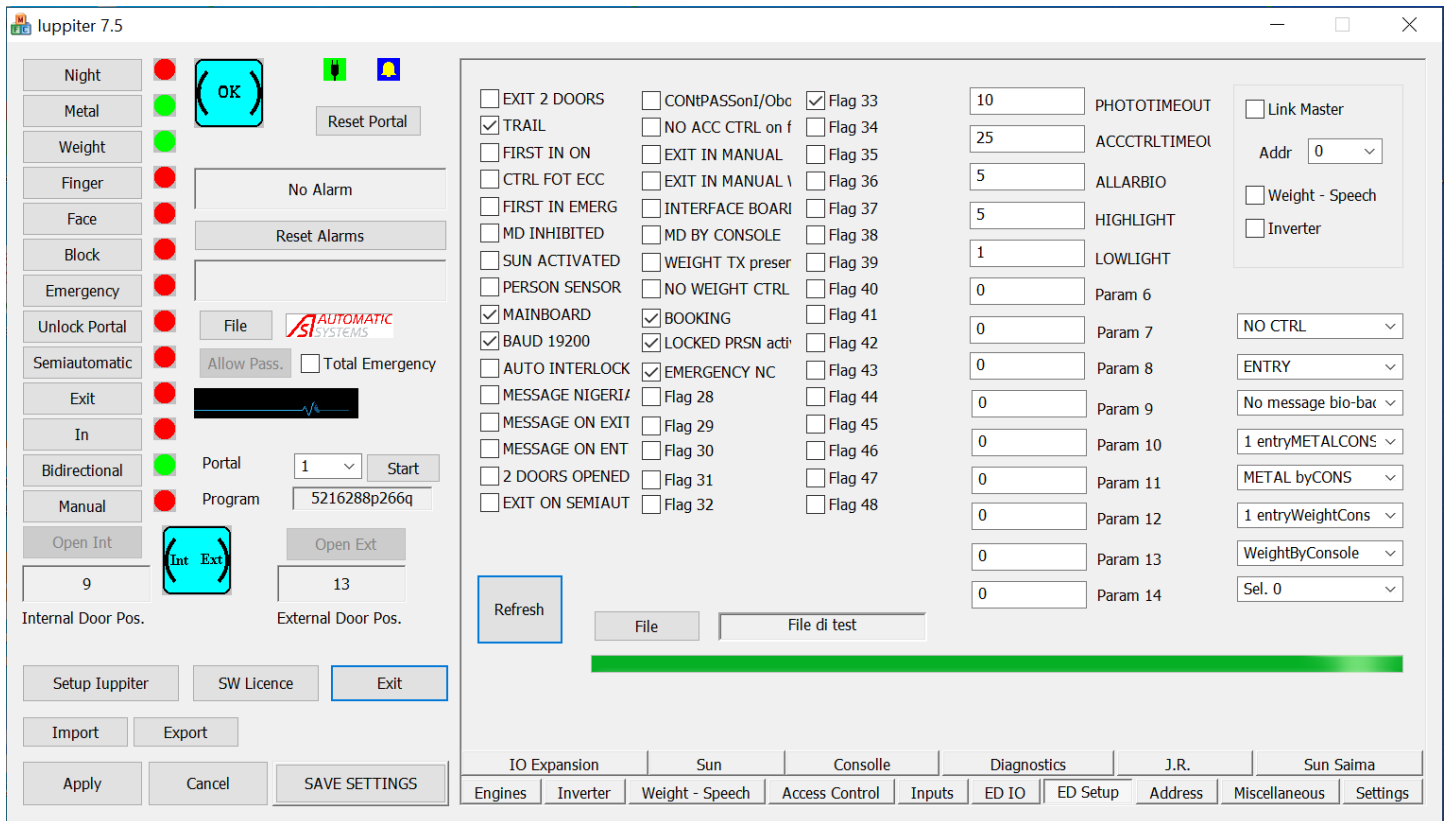 Iuppiter 7.5
Night
Metal
Weight
Finger
Face
Block
Emergency
Unlock Portal
Semiautomatic
Exit
In
Bidirectional
Manual
Open Int
9
Internal Door Pos.
OK
Reset Portal
No Alarm
Reset Alarms
File
AUTOMATIC
SYSTEMS
Allow Pass.
Total Emergency
Portal
1
Start
Program
5216288p266q
Int Ext
Open Ext
13
External Door Pos.
Setup Iuppiter
SW Licence
Exit
Import
Export
Apply
Cancel
SAVE SETTINGS
EXIT 2 DOORS
TRAIL
FIRST IN ON
CTRL FOT ECC
FIRST IN EMERG
MD INHIBITED
SUN ACTIVATED
PERSON SENSOR
MAINBOARD
BAUD 19200
AUTO INTERLOCK
MESSAGE NIGERIA
MESSAGE ON EXIT
MESSAGE ON ENT
2 DOORS OPENED
EXIT ON SEMIAUT
CONtPASSonI/Obo
NO ACC CTRL on f
EXIT IN MANUAL
EXIT IN MANUAL \
INTERFACE BOARI
MD BY CONSOLE
WEIGHT TX preser
NO WEIGHT CTRL
BOOKING
LOCKED PRSN acti
EMERGENCY NC
Flag 28
Flag 29
Flag 30
Flag 31
Flag 32
Flag 33
Flag 34
Flag 35
Flag 36
Flag 37
Flag 38
Flag 39
Flag 40
Flag 41
Flag 42
Flag 43
Flag 44
Flag 45
Flag 46
Flag 47
Flag 48
10 PHOTOTIMEOUT
25 ACCCTRLTIMEOU
5 ALLARBIO
5 HIGHLIGHT
1 LOWLIGHT
0 Param 6
0 Param 7
0 Param 8
0 Param 9
0 Param 10
0 Param 11
0 Param 12
0 Param 13
0 Param 14
Link Master
Addr 0
Weight - Speech
Inverter
NO CTRL
ENTRY
No message bio-bac
1 entryMETALCONS
METAL byCONS
1 entryWeightCons
WeightByConsole
Sel. 0
Refresh
File
File di test
IO Expansion
Sun
Consolle
Diagnostics
J.R.
Sun Saima
Engines
Inverter
Weight - Speech
Access Control
Inputs
ED IO
ED Setup
Address
Miscellaneous
Settings